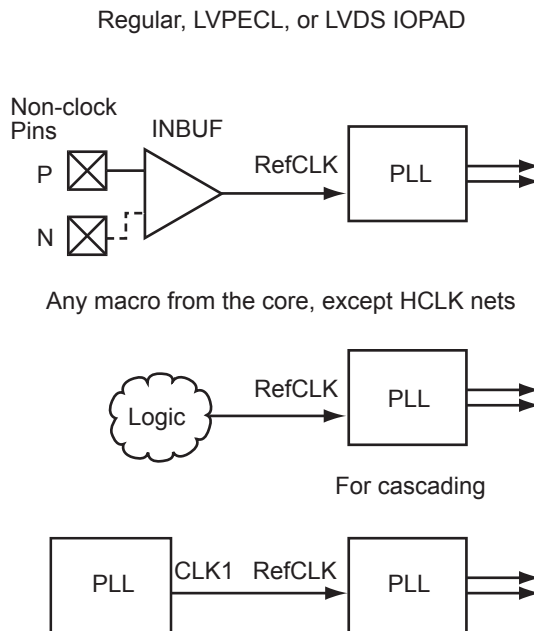 Regular, LVPECL, or LVDS IOPAD
Non-clock
Pins
INBUF
P
RefCLK
PLL
N
Any macro from the core, except HCLK nets
Logic
RefCLK
PLL
For cascading
PLL
CLK1
RefCLK
PLL